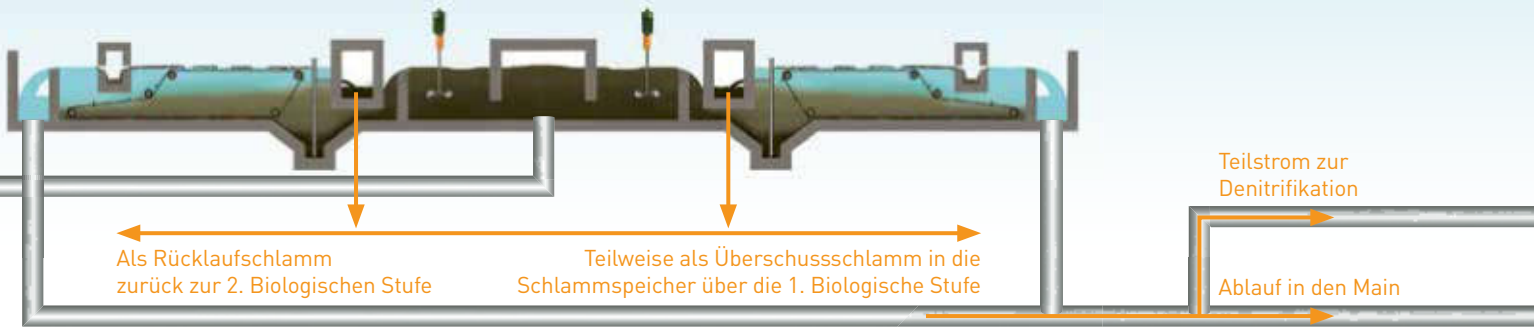 Teilstrom zur
Denitrifikation
Als Rücklaufschlamm
zurück zur 2. Biologischen Stufe
Teilweise als Überschussschlamm in die
Schlammspeicher über die 1. Biologische Stufe
Ablauf in den Main